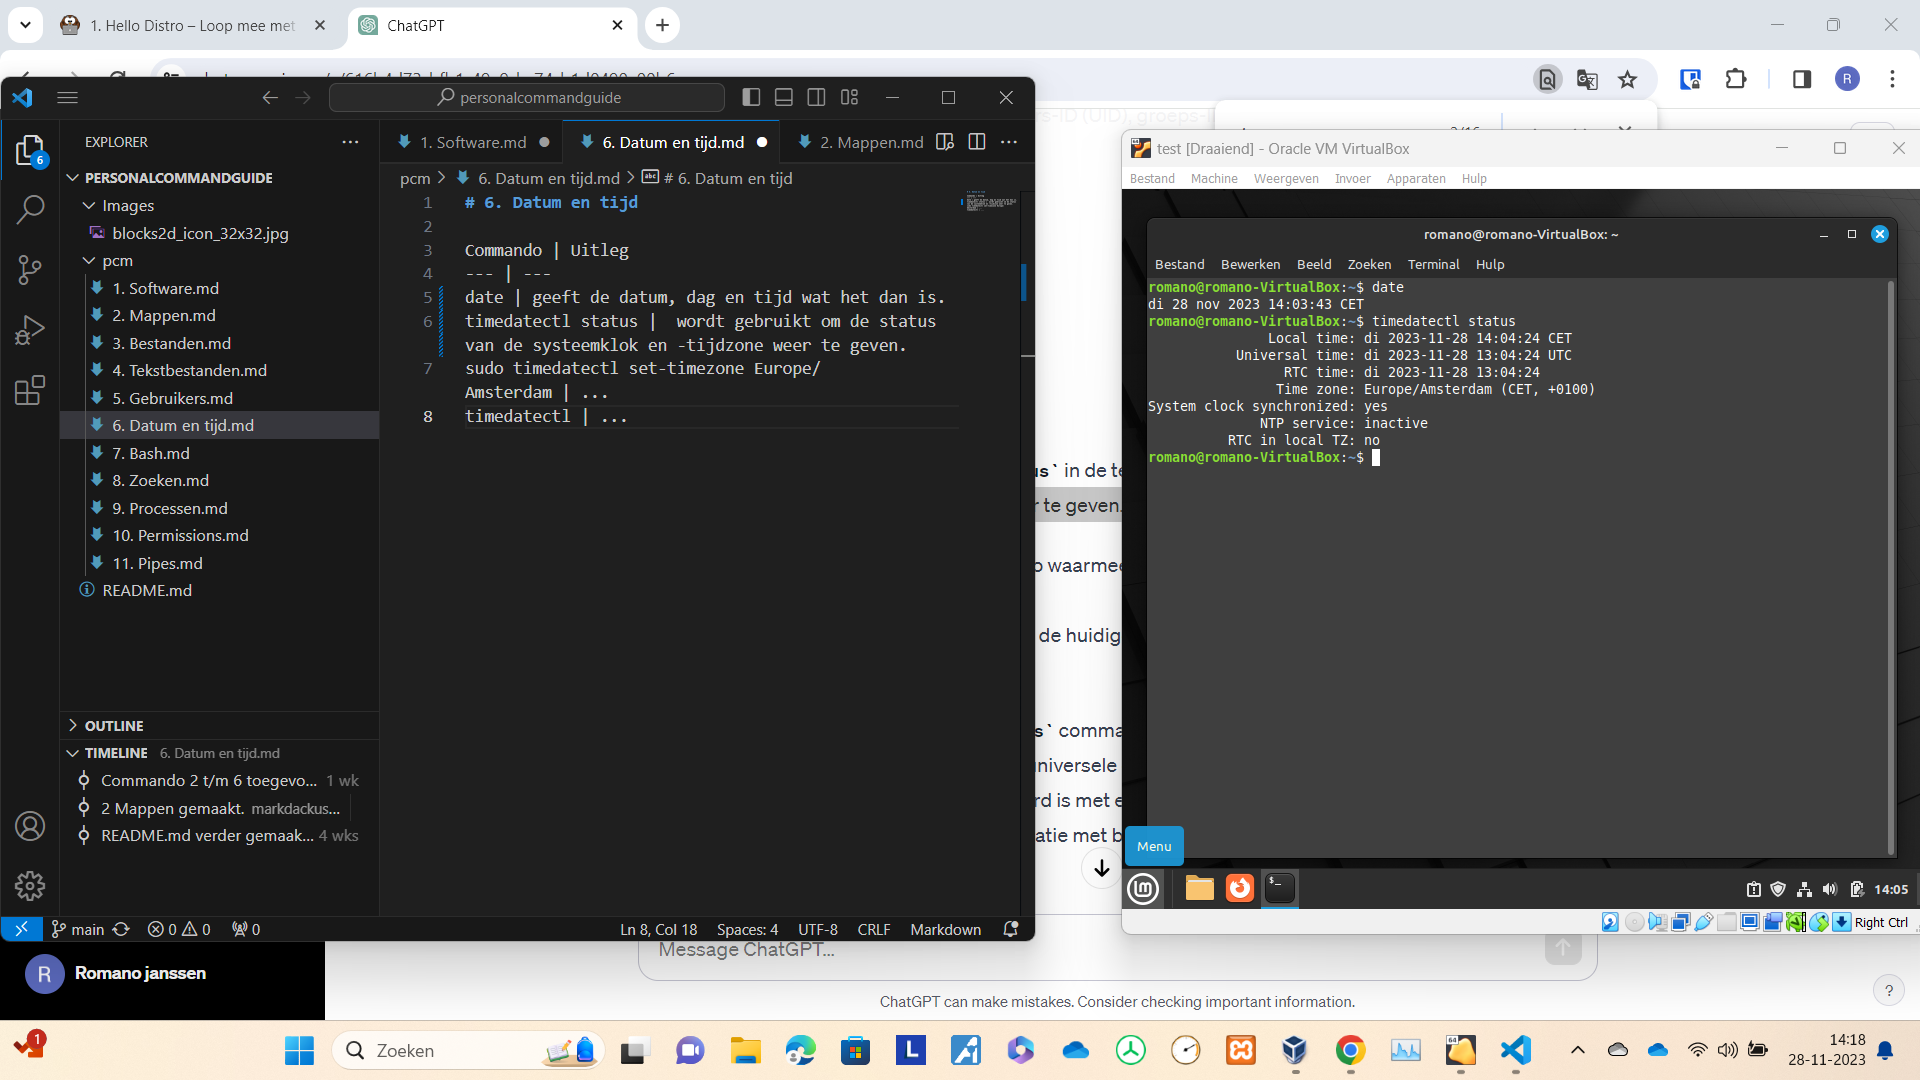 1. Hello Distro – Loop mee met
ChatGPT
personalcommandguide
EXPLORER
PERSONALCOMMANDGUIDE
Images
blocks2d_icon_32x32.jpg
pcm
1. Software.md
2. Mappen.md
3. Bestanden.md
4. Tekstbestanden.md
5. Gebruikers.md
6. Datum en tijd.md
7. Bash.md
8. Zoeken.md
9. Processen.md
10. Permissions.md
11. Pipes.md
README.md
OUTLINE
TIMELINE 6. Datum en tijd.md
Commando 2 t/m 6 toegevo... 1 wk
2 Mappen gemaakt. markdackus...
README.md verder gemaak... 4 wks
6
1. Software.md
6. Datum en tijd.md
2. Mappen.md
pcm > 6. Datum en tijd.md > # 6. Datum en tijd
1 # 6. Datum en tijd
2
3 Commando | Uitleg
4 --- | ---
5 date | geeft de datum, dag en tijd wat het dan is.
6 timedatectl status |  wordt gebruikt om de status
van de systeemklok en -tijdzone weer te geven.
7 sudo timedatectl set-timezone Europe/
Amsterdam | ...
8 timedatectl | ...
main
0 0
0
Ln 8, Col 18
Spaces: 4
UTF-8
CRLF
Markdown
rs-ID (UID), groeps-I
us` in de te
r te geven.
waarmee
de huidig
s` comma
niversele
rd is met e
atie met b
test [Draaiend] - Oracle VM VirtualBox
Bestand Machine Weergeven Invoer Apparaten Hulp
romano@romano-VirtualBox: ~
Bestand Bewerken Beeld Zoeken Terminal Hulp
romano@romano-VirtualBox:~$ date
di 28 nov 2023 14:03:43 CET
romano@romano-VirtualBox:~$ timedatectl status
Local time: di 2023-11-28 14:04:24 CET
Universal time: di 2023-11-28 13:04:24 UTC
RTC time: di 2023-11-28 13:04:24
Time zone: Europe/Amsterdam (CET, +0100)
System clock synchronized: yes
NTP service: inactive
RTC in local TZ: no
romano@romano-VirtualBox:~$
Menu
14:05
Right Ctrl
R
R Romano janssen
Message ChatGPT...
ChatGPT can make mistakes. Consider checking important information.
?
1
Zoeken
14:18
28-11-2023